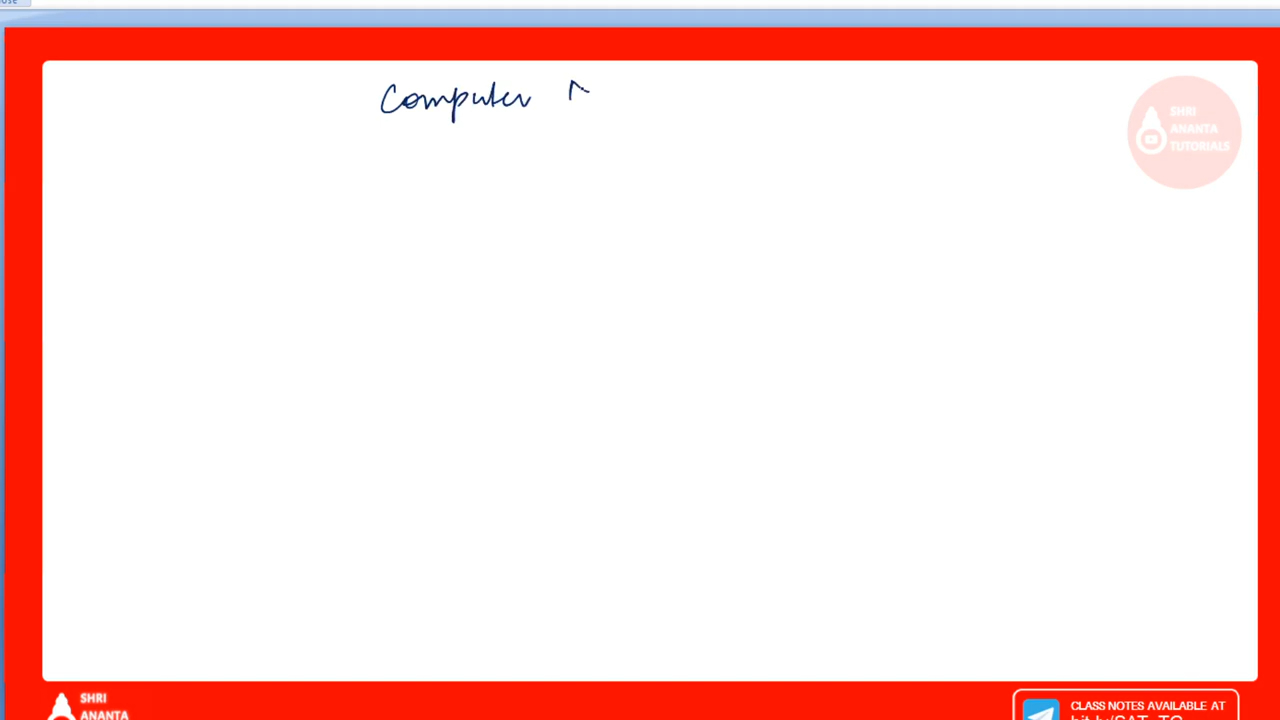 Computer
SHRI
ANANTA
TUTORIALS
SHRI
ANANTA
CLASS NOTES AVAILABLE AT